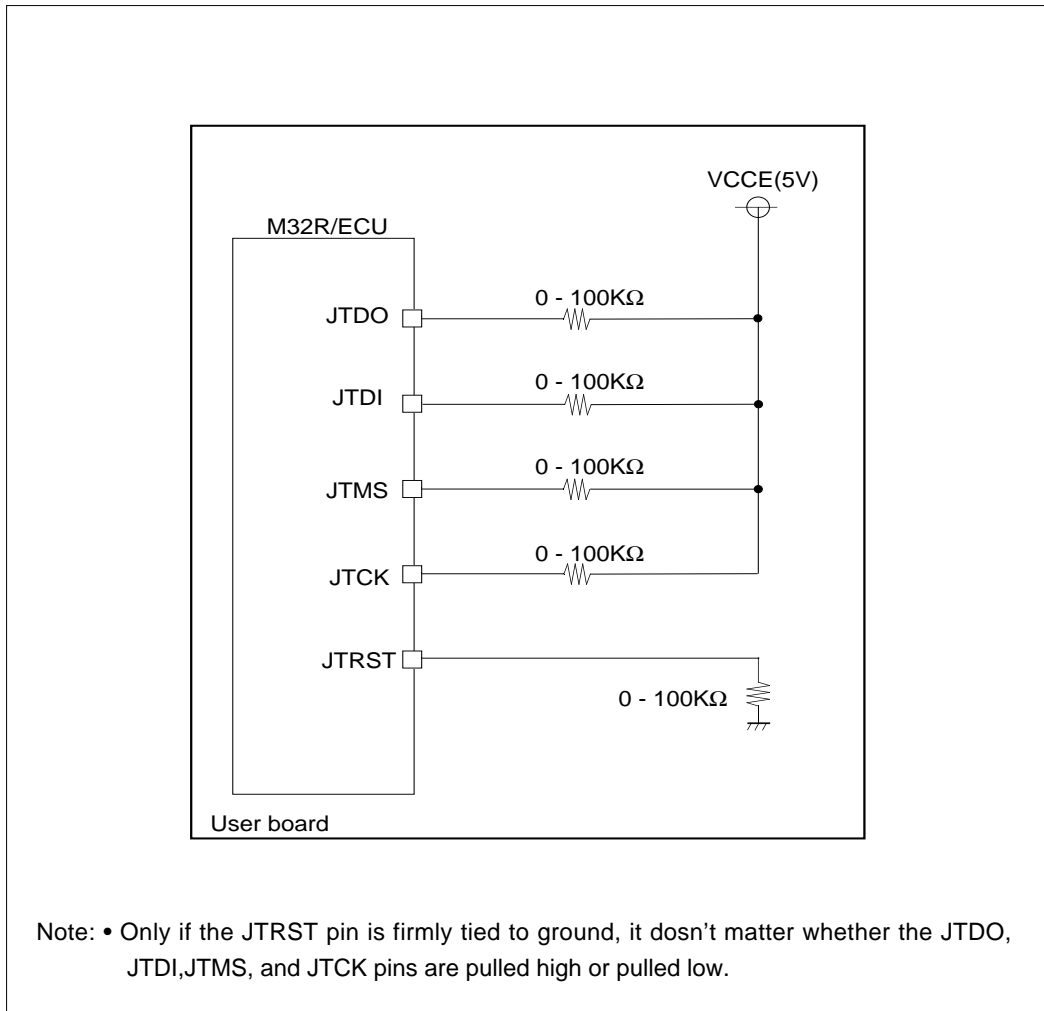 VCCE(5V)
M32R/ECU
JTDO
0 - 100KΩ
JTDI
0 - 100KΩ
JTMS
0 - 100KΩ
JTCK
0 - 100KΩ
JTRST
0 - 100KΩ
User board
Note: • Only if the JTRST pin is firmly tied to ground, it dosn't matter whether the JTDO,
JTDI,JTMS, and JTCK pins are pulled high or pulled low.